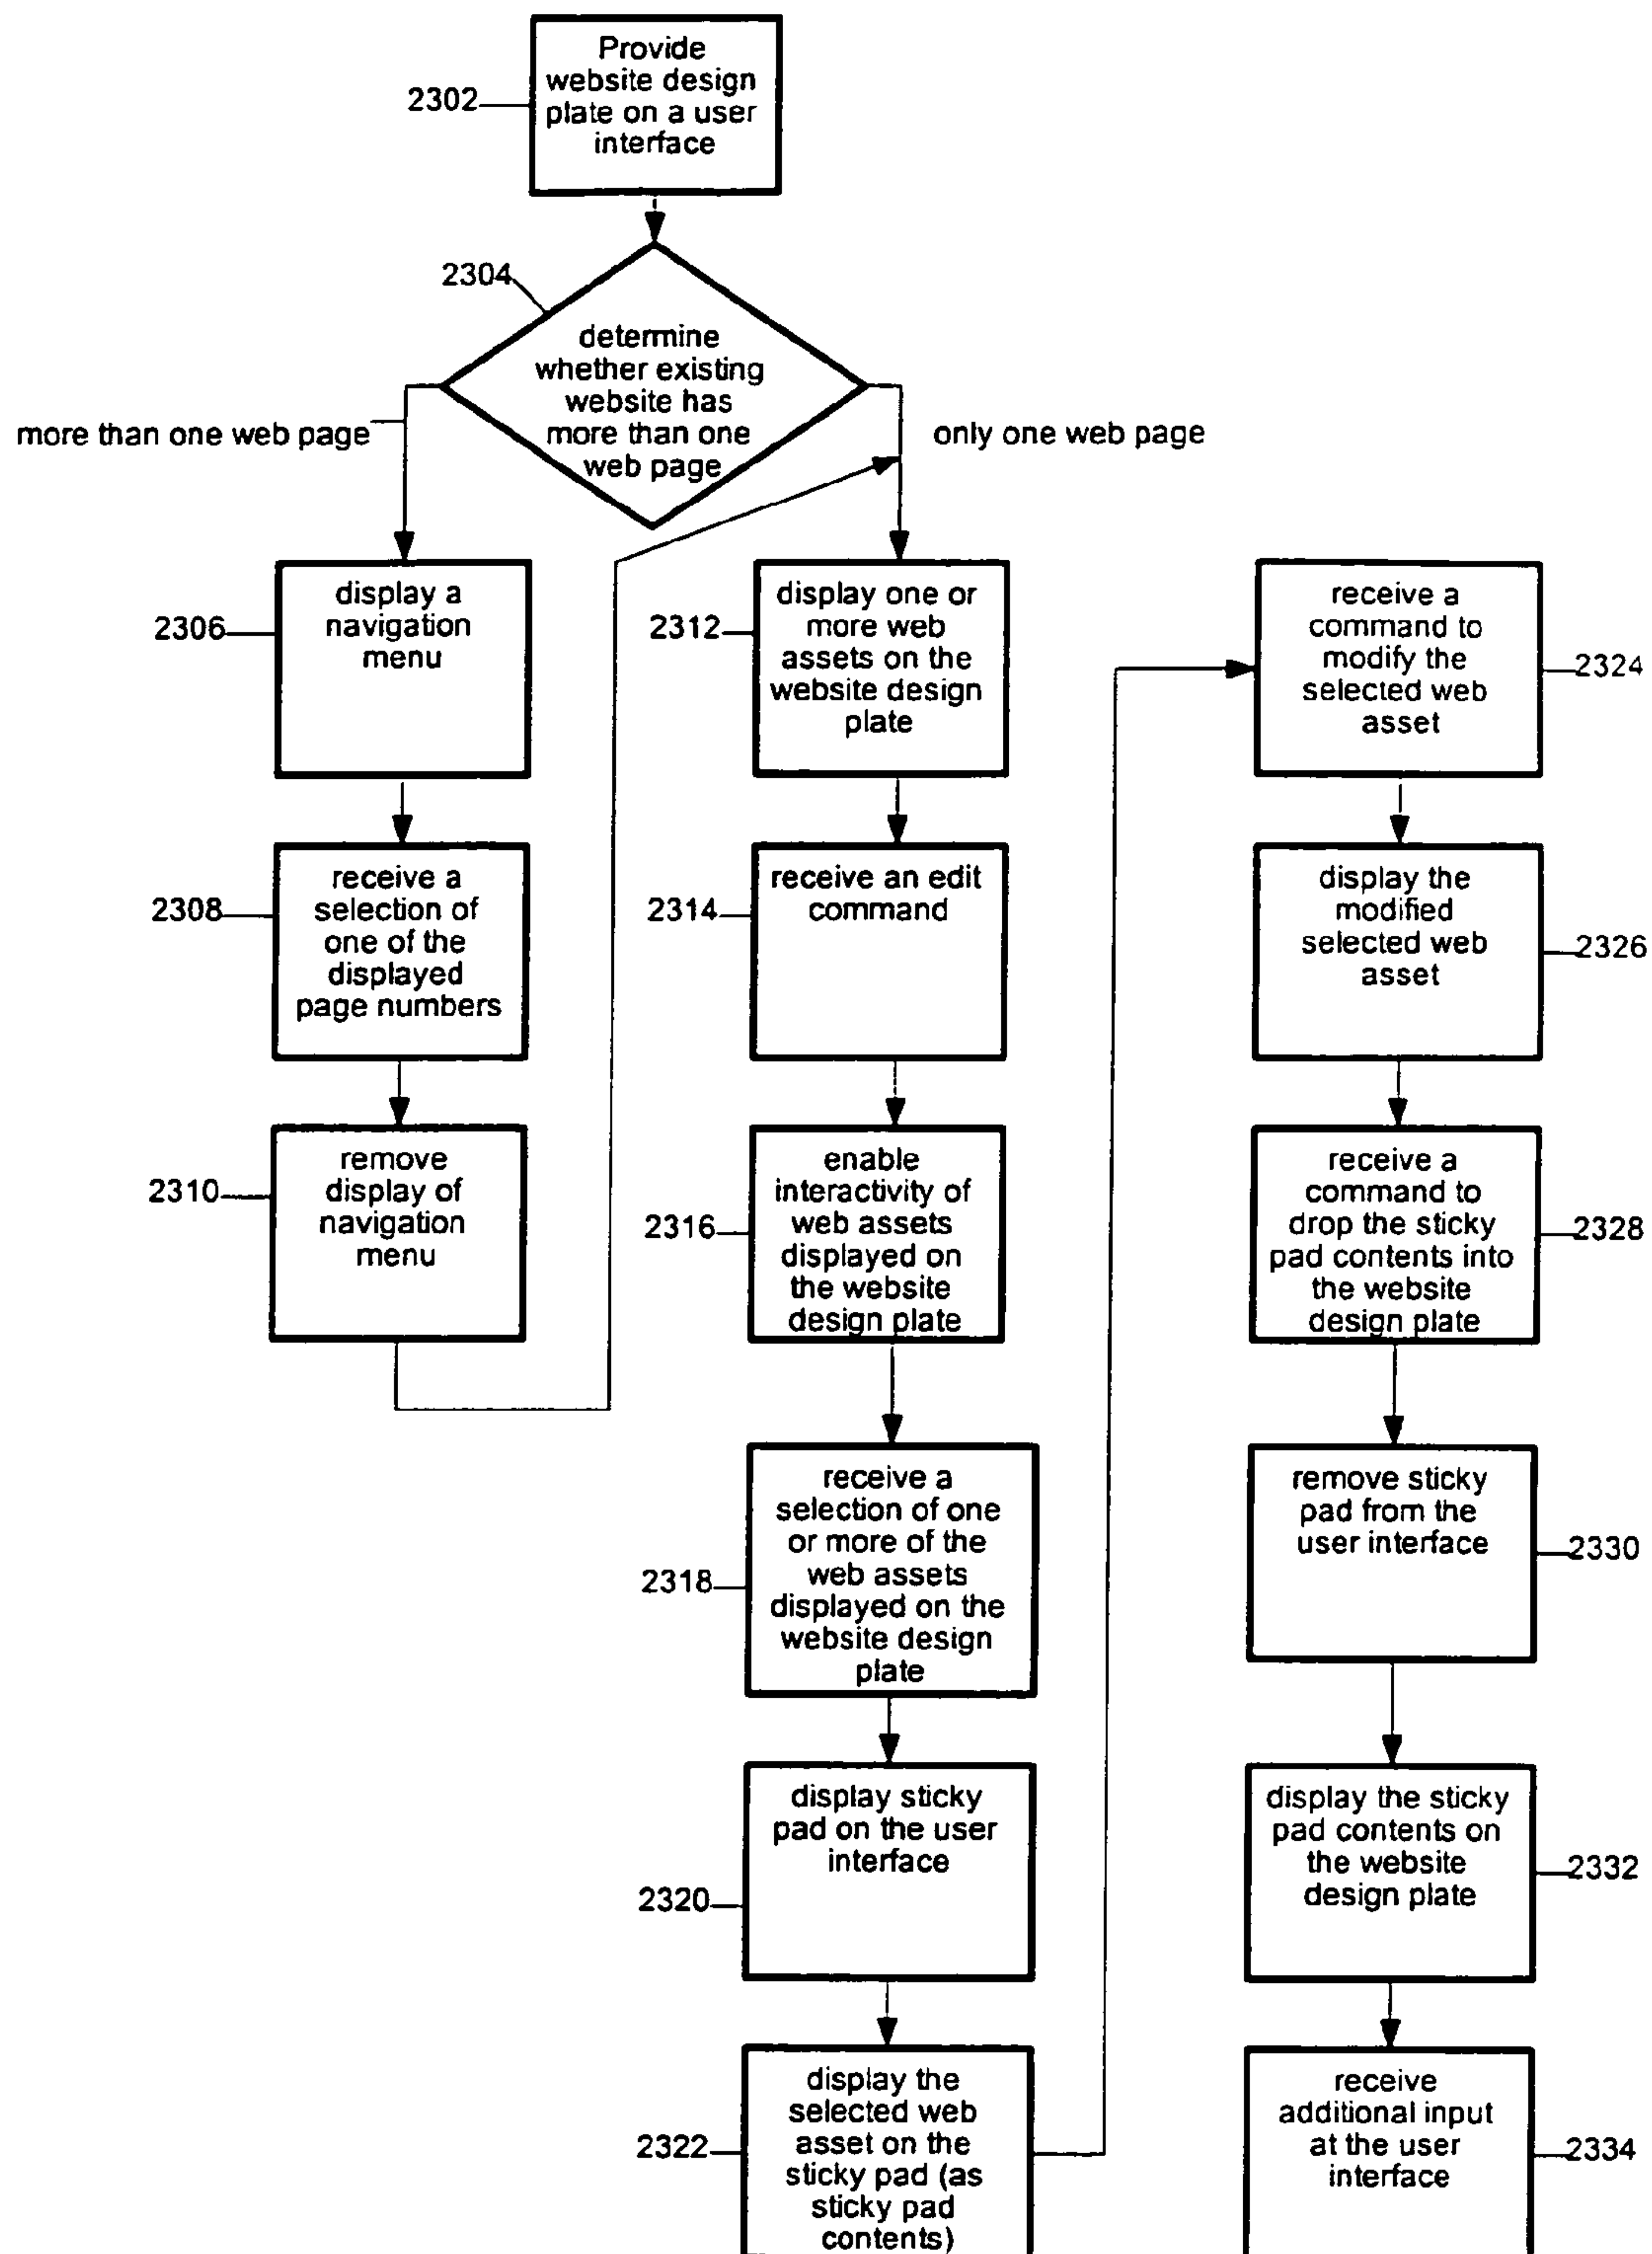 Provide
website design
plate on a user
interface
2302
2304
determine
whether existing
website has
more than one
web page
more than one web page
only one web page
display a
navigation
menu
2306
receive a
selection of
one of the
displayed
page numbers
2308
remove
display of
navigation
menu
2310
display one or
more web
assets on the
website design
plate
2312
receive an edit
command
2314
enable
interactivity of
web assets
displayed on
the website
design plate
2316
receive a
selection of one
or more of the
web assets
displayed on the
website design
plate
2318
display sticky
pad on the user
interface
2320
display the
selected web
asset on the
sticky pad (as
sticky pad
contents)
2322
receive a
command to
modify the
selected web
asset
2324
display the
modified
selected web
asset
2326
receive a
command to
drop the sticky
pad contents into
the website
design plate
2328
remove sticky
pad from the
user interface
2330
display the sticky
pad contents on
the website
design plate
2332
receive
additional input
at the user
interface
2334